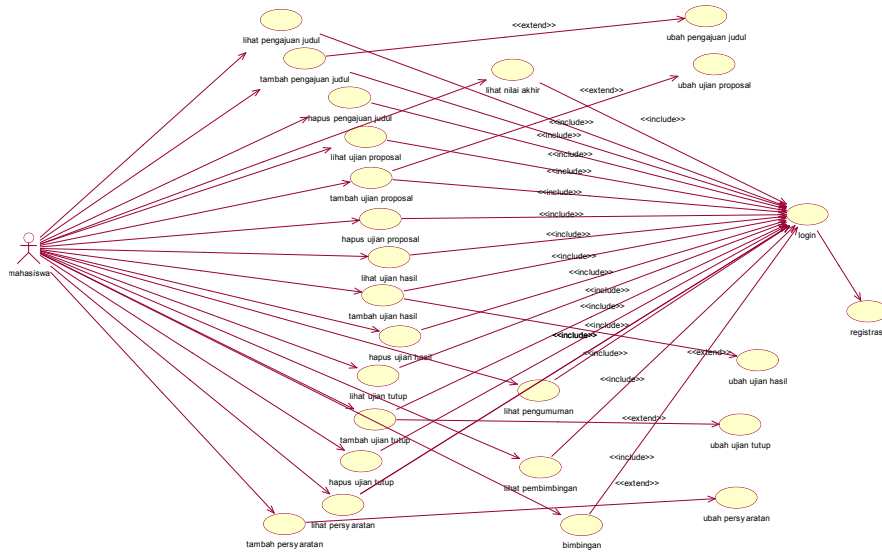 lihat pengajuan judul
<<extend>>
ubah pengajuan judul
tambah pengajuan judul
lihat nilai akhir
<<extend>>
ubah ujian proposal
hapus pengajuan judul
<<include>>
<<include>>
<<include>>
lihat ujian proposal
<<include>>
<<include>>
tambah ujian proposal
<<include>>
hapus ujian proposal
<<include>>
login
mahasiswa
lihat ujian hasil
<<include>>
<<include>>
tambah ujian hasil
<<include>>
<<include>>
registrasi
hapus ujian hasil
<<include>>
<<include>>
<<include>>
<<extend>>
ubah ujian hasil
lihat ujian tutup
<<include>>
lihat pengumuman
<<extend>>
tambah ujian tutup
ubah ujian tutup
<<include>>
hapus ujian tutup
lihat pembimbingan
<<extend>>
lihat persyaratan
ubah persyaratan
tambah persyaratan
bimbingan